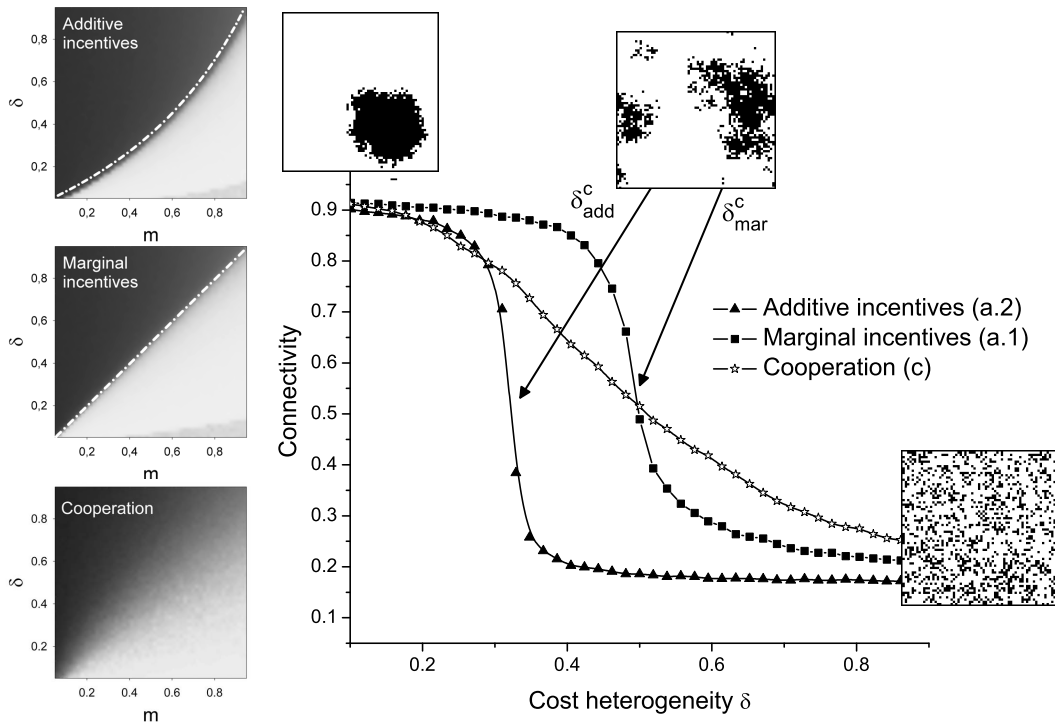 Additive
incentives
δ
0.8
0.6
0.4
0.2
0.2
0.4
0.6
0.8
m
Marginal
incentives
δ
0.8
0.6
0.4
0.2
0.2
0,4
0.6
0.8
m
Cooperation
δ
0.8
0.6
0.4
0.2
0.2
0.4
0.6
0.8
m
Connectivity
0.9
0.8
0.7
0.6
0.5
0.4
0.3
0.2
0.1
0.2
0.4
0.6
0.8
Cost heterogeneity δ
δ^c_add
δ^c_mar
Additive incentives (a.2)
Marginal incentives (a.1)
Cooperation (c)